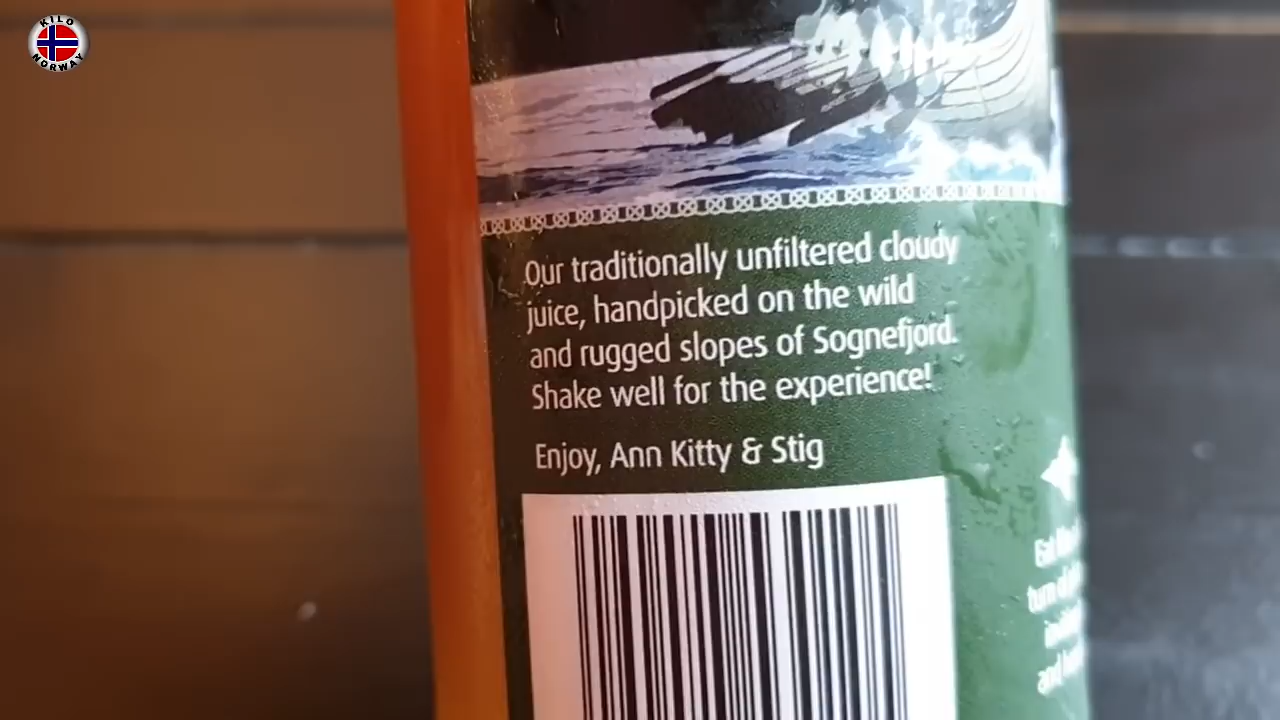 KILO
NORWAY
Our traditionally unfiltered cloudy
juice, handpicked on the wild
and rugged slopes of Sognefjord.
Shake well for the experience!
Enjoy, Ann Kitty & Stig